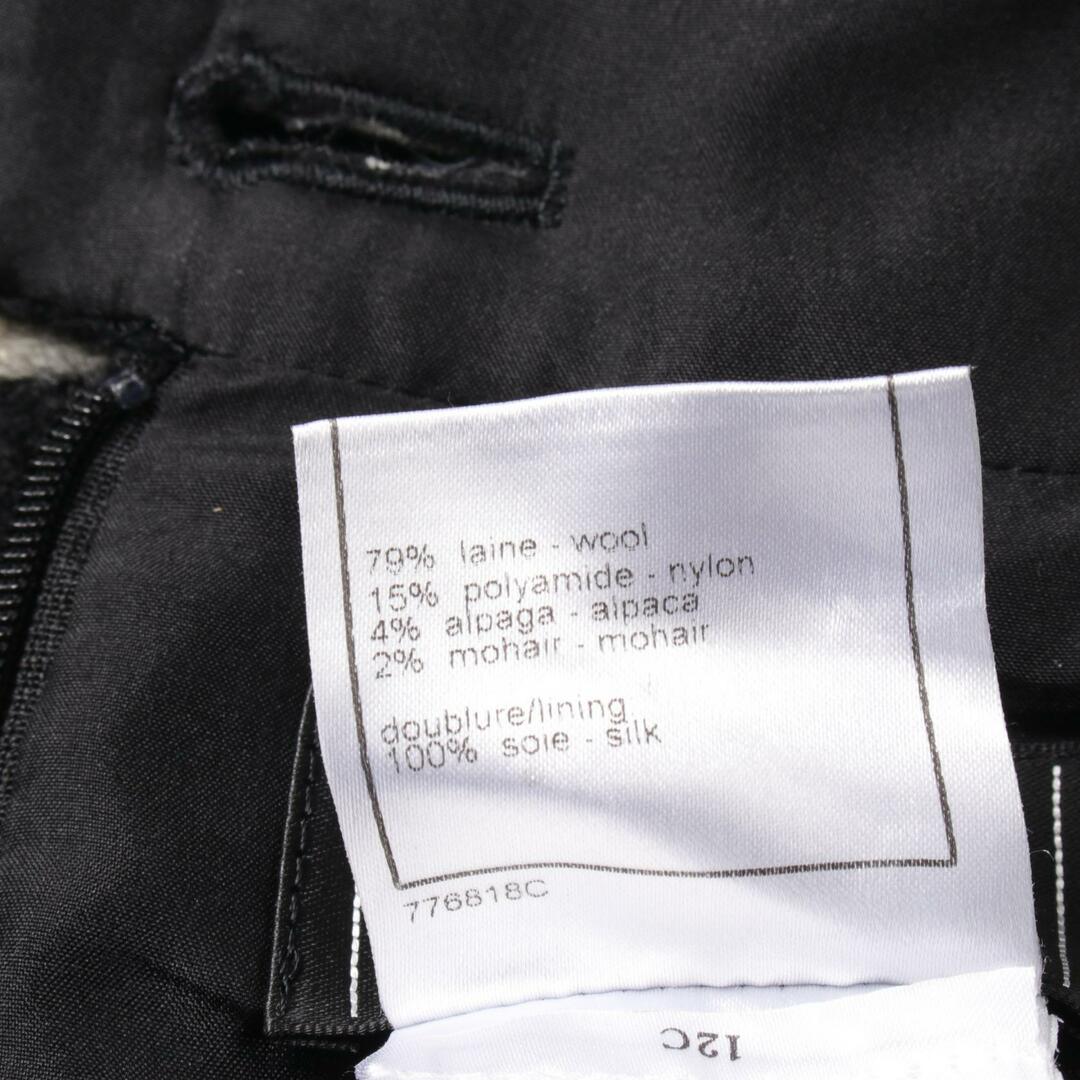 79% laine - wool
15% polyamide - nylon
4% alpaga - alpaca
2% mohair - mohair
doublure/lining
100% soie - silk
776818C
12C